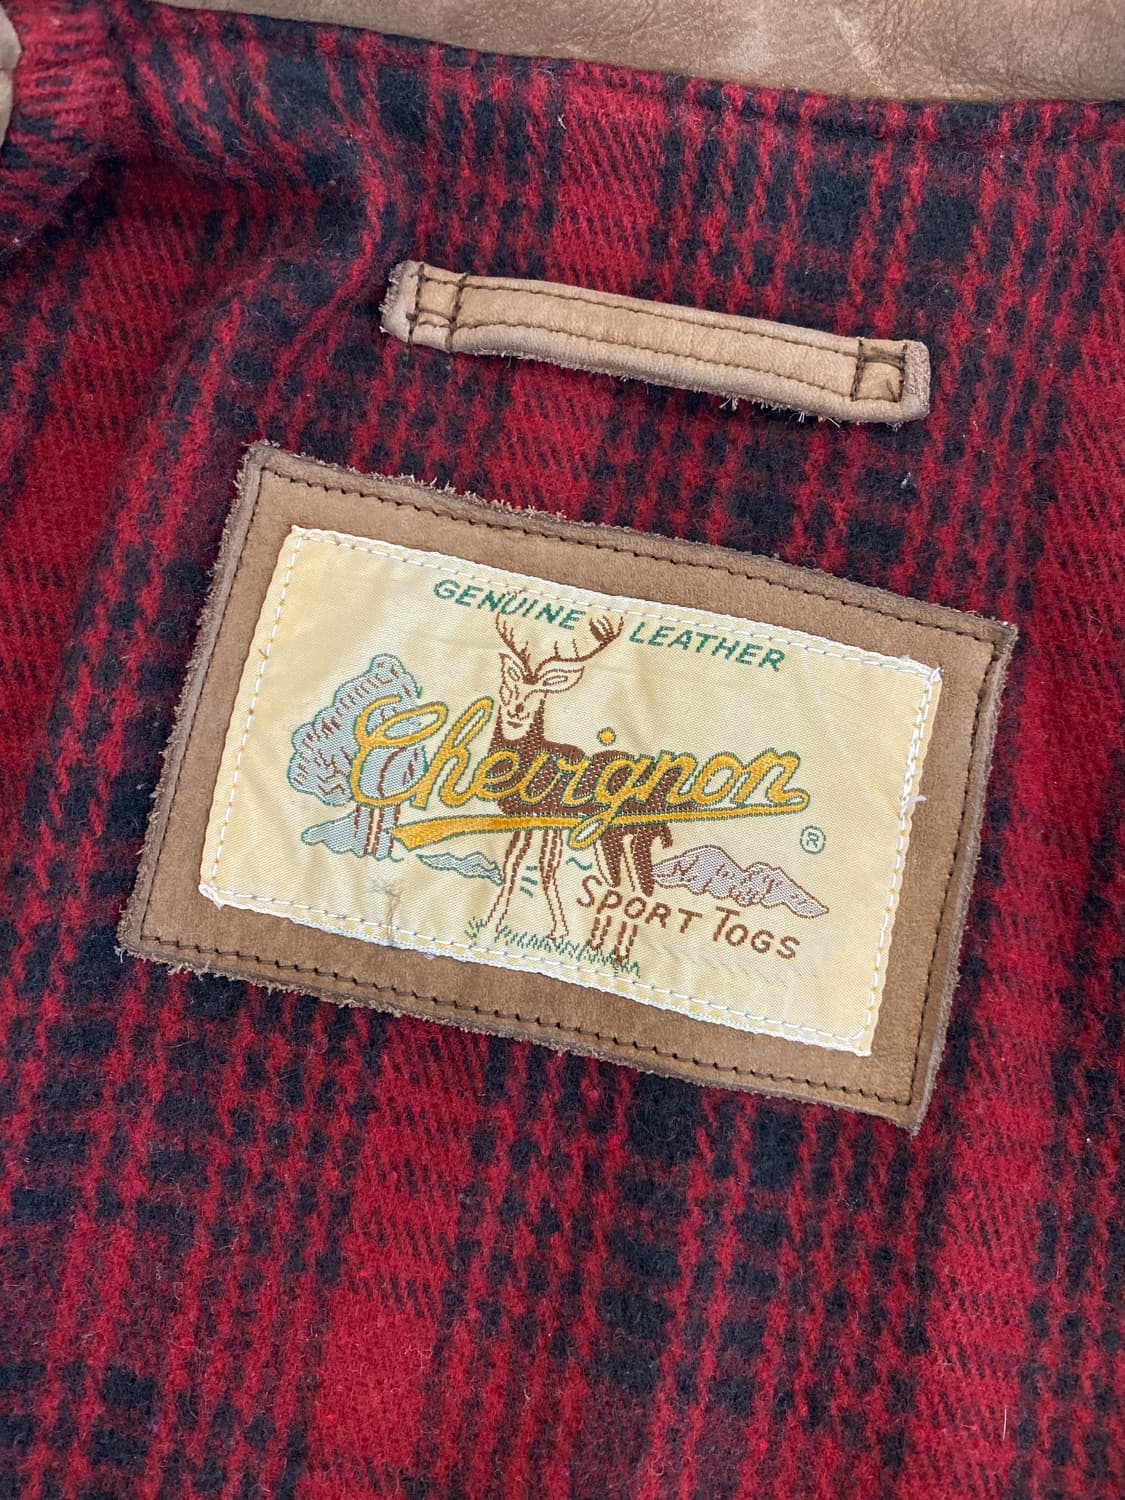 GENUINE LEATHER
Chevignon
®
SPORT TOGS